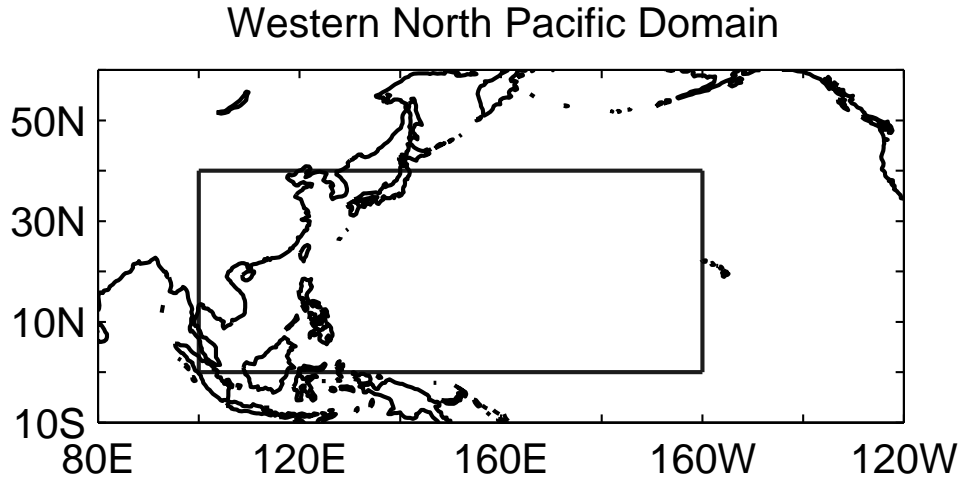 Western North Pacific Domain
50N
30N
10N
10S
80E 120E 160E 160W 120W